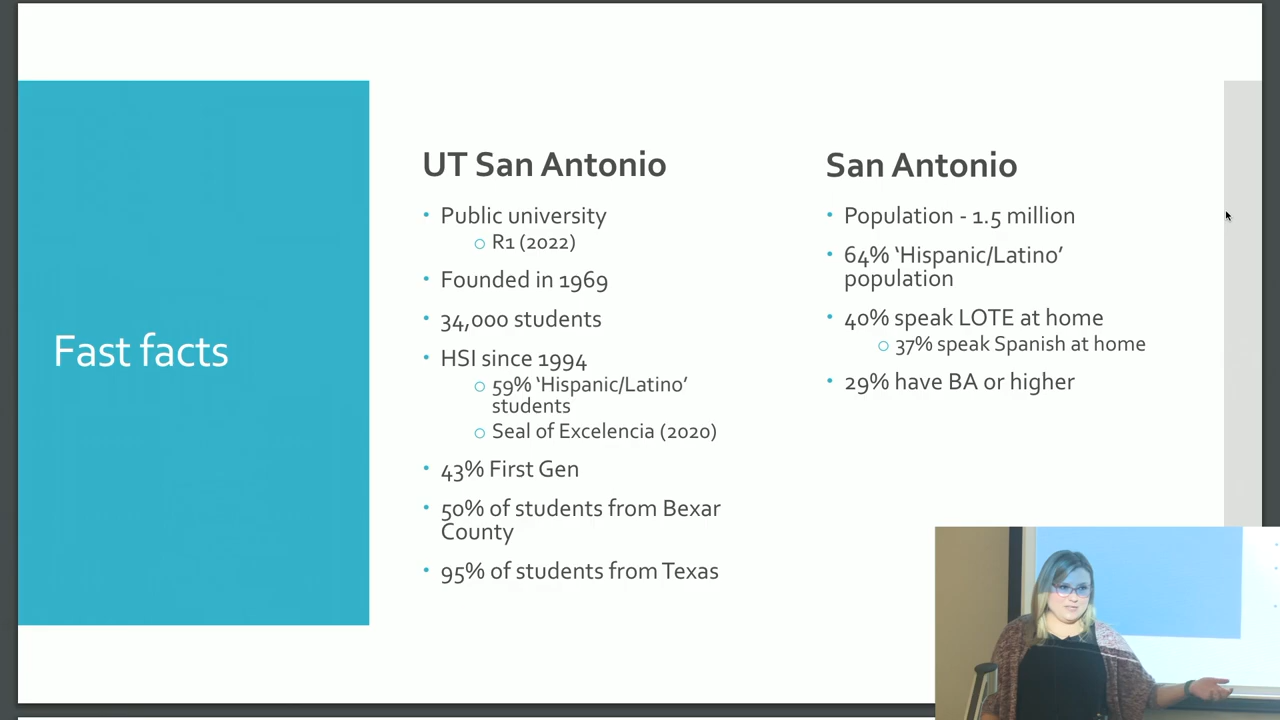 Fast facts
UT San Antonio
• Public university
○ R1 (2022)
• Founded in 1969
• 34,000 students
• HSI since 1994
○ 59% ‘Hispanic/Latino’
students
○ Seal of Excelencia (2020)
• 43% First Gen
• 50% of students from Bexar
County
• 95% of students from Texas
San Antonio
• Population - 1.5 million
• 64% ‘Hispanic/Latino’
population
• 40% speak LOTE at home
○ 37% speak Spanish at home
• 29% have BA or higher